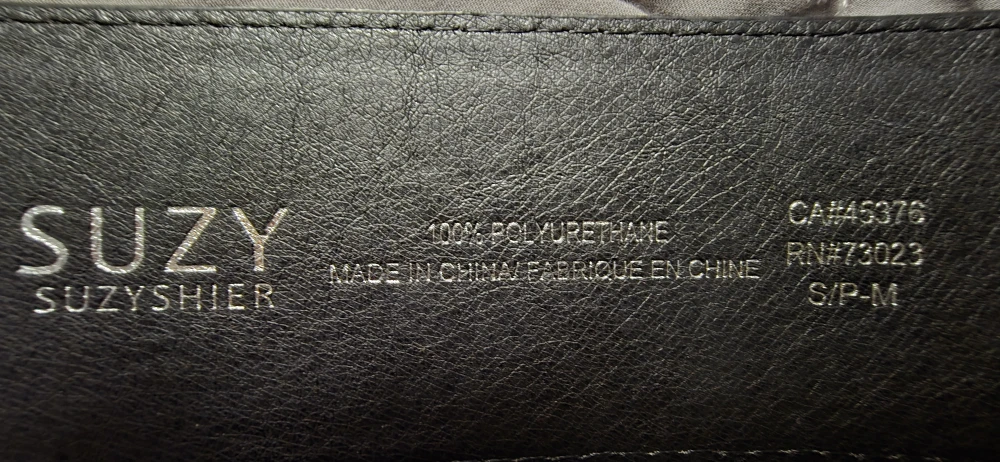 SUZY
SUZYSHIER
100% POLYURETHANE
MADE IN CHINA/ FABRIQUE EN CHINE
CA#45376
RN#73023
S/P-M